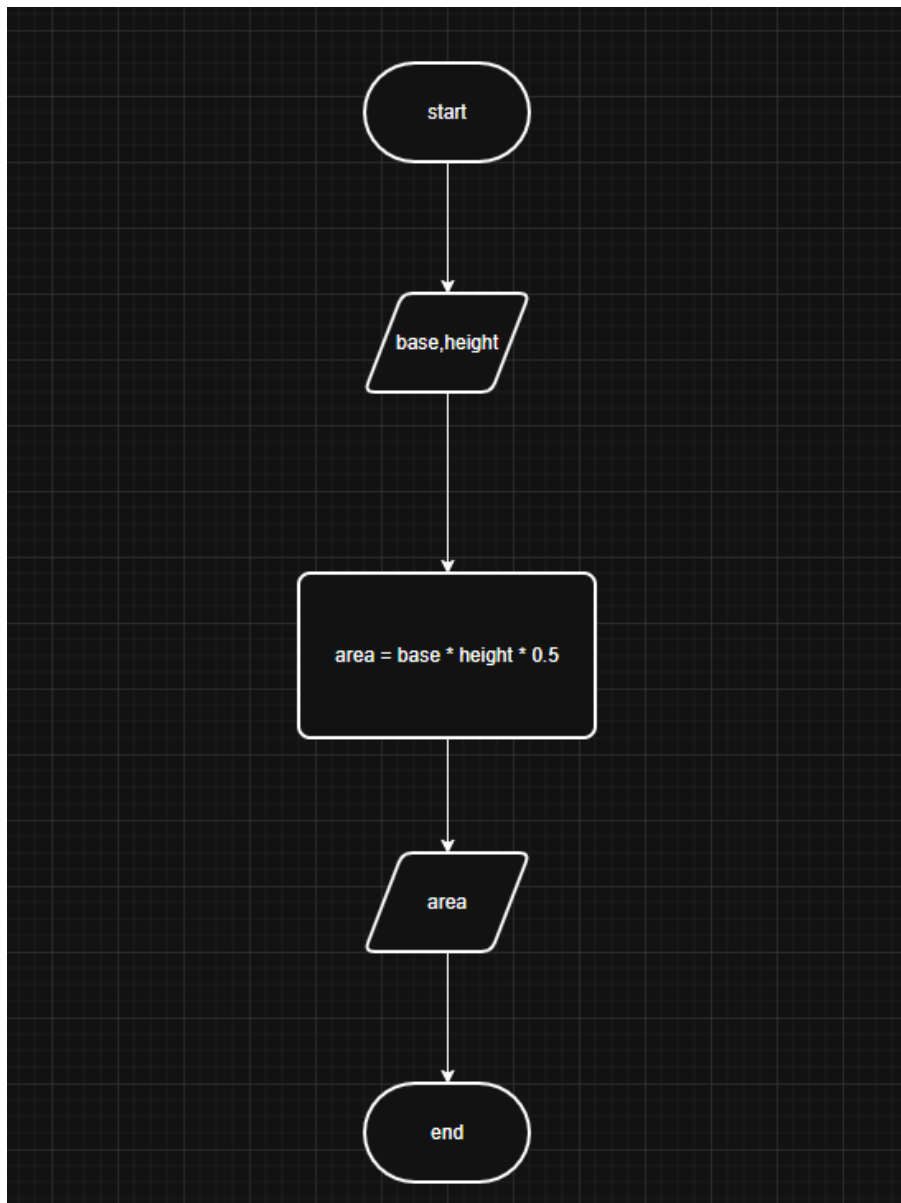 start
base,height
area = base * height * 0.5
area
end